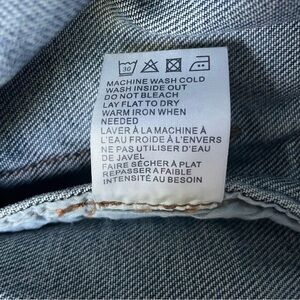 30
MACHINE WASH COLD
WASH INSIDE OUT
DO NOT BLEACH
LAY FLAT TO DRY
WARM IRON WHEN
NEEDED
LAVER À LA MACHINE À
L'EAU FROIDE À L'ENVERS
NE PAS UTILISER D'EAU
DE JAVEL
FAIRE SÉCHER À PLAT
REPASSER A FAIBLE
INTENSITÉ AU BESOIN